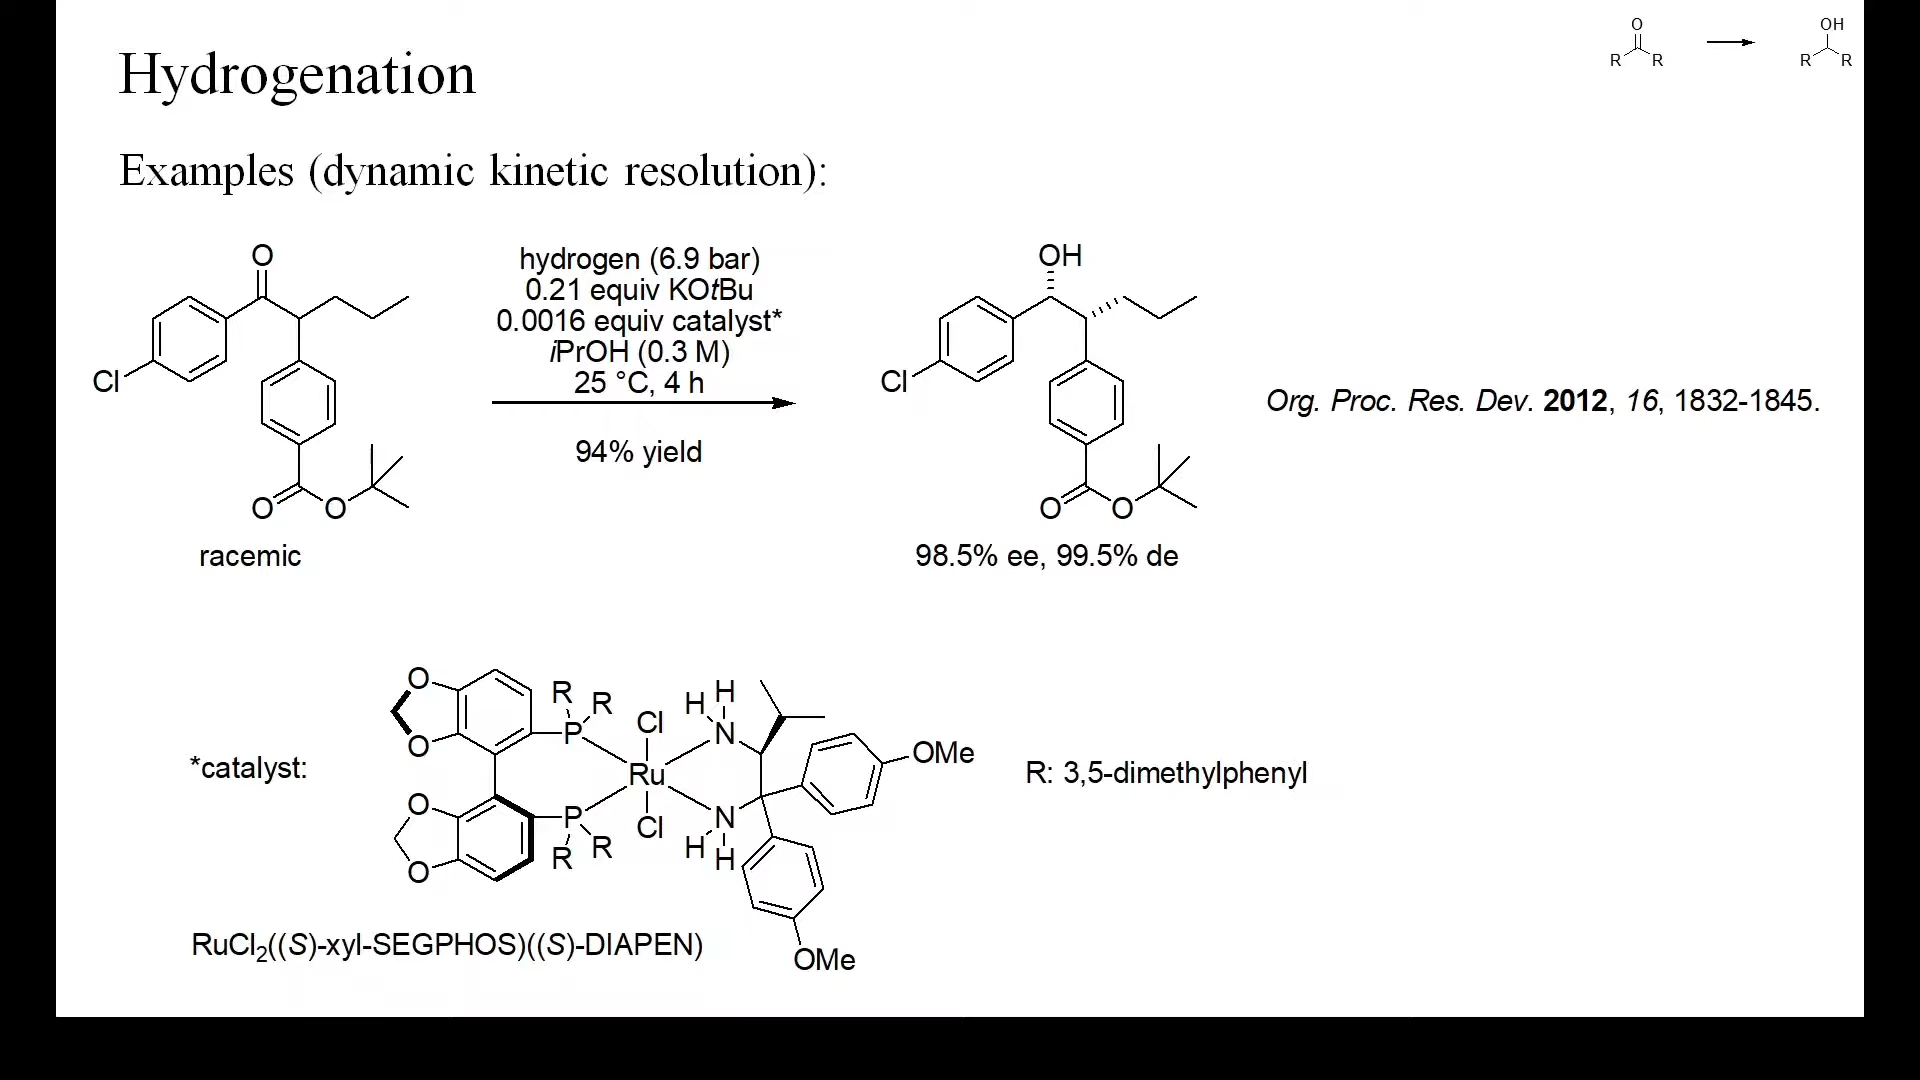 Hydrogenation
O
R R
OH
R R
Examples (dynamic kinetic resolution):
O
Cl
O O
racemic
hydrogen (6.9 bar)
0.21 equiv KOtBu
0.0016 equiv catalyst*
iPrOH (0.3 M)
25 °C, 4 h
94% yield
OH
Cl
O O
98.5% ee, 99.5% de
Org. Proc. Res. Dev. 2012, 16, 1832-1845.
*catalyst:
O
O
O
O
R R
P
P
R R
Cl
Ru
Cl
H H
N
N
H H
OMe
OMe
R: 3,5-dimethylphenyl
RuCl₂((S)-xyl-SEGPHOS)((S)-DIAPEN)